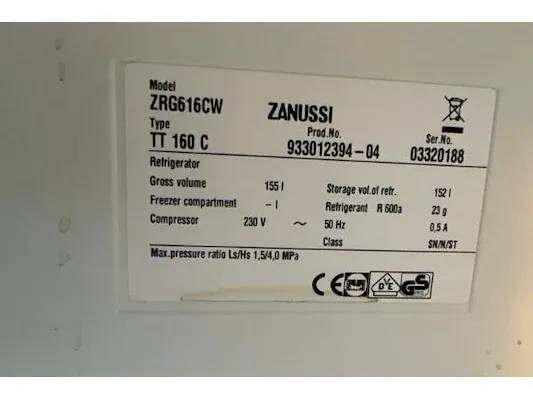 Model
ZRG616CW ZANUSSI
Type Prod.No. Ser.No.
TT 160 C 933012394-04 03320188
Refrigerator
Gross volume 155 l Storage vol.of refr. 152 l
Freezer compartment - l Refrigerant R 600a 23 g
Compressor 230 V ~ 50 Hz 0,5 A
Class SN/N/ST
Max.pressure ratio Ls/Hs 1,5/4,0 MPa
CE DVE GS